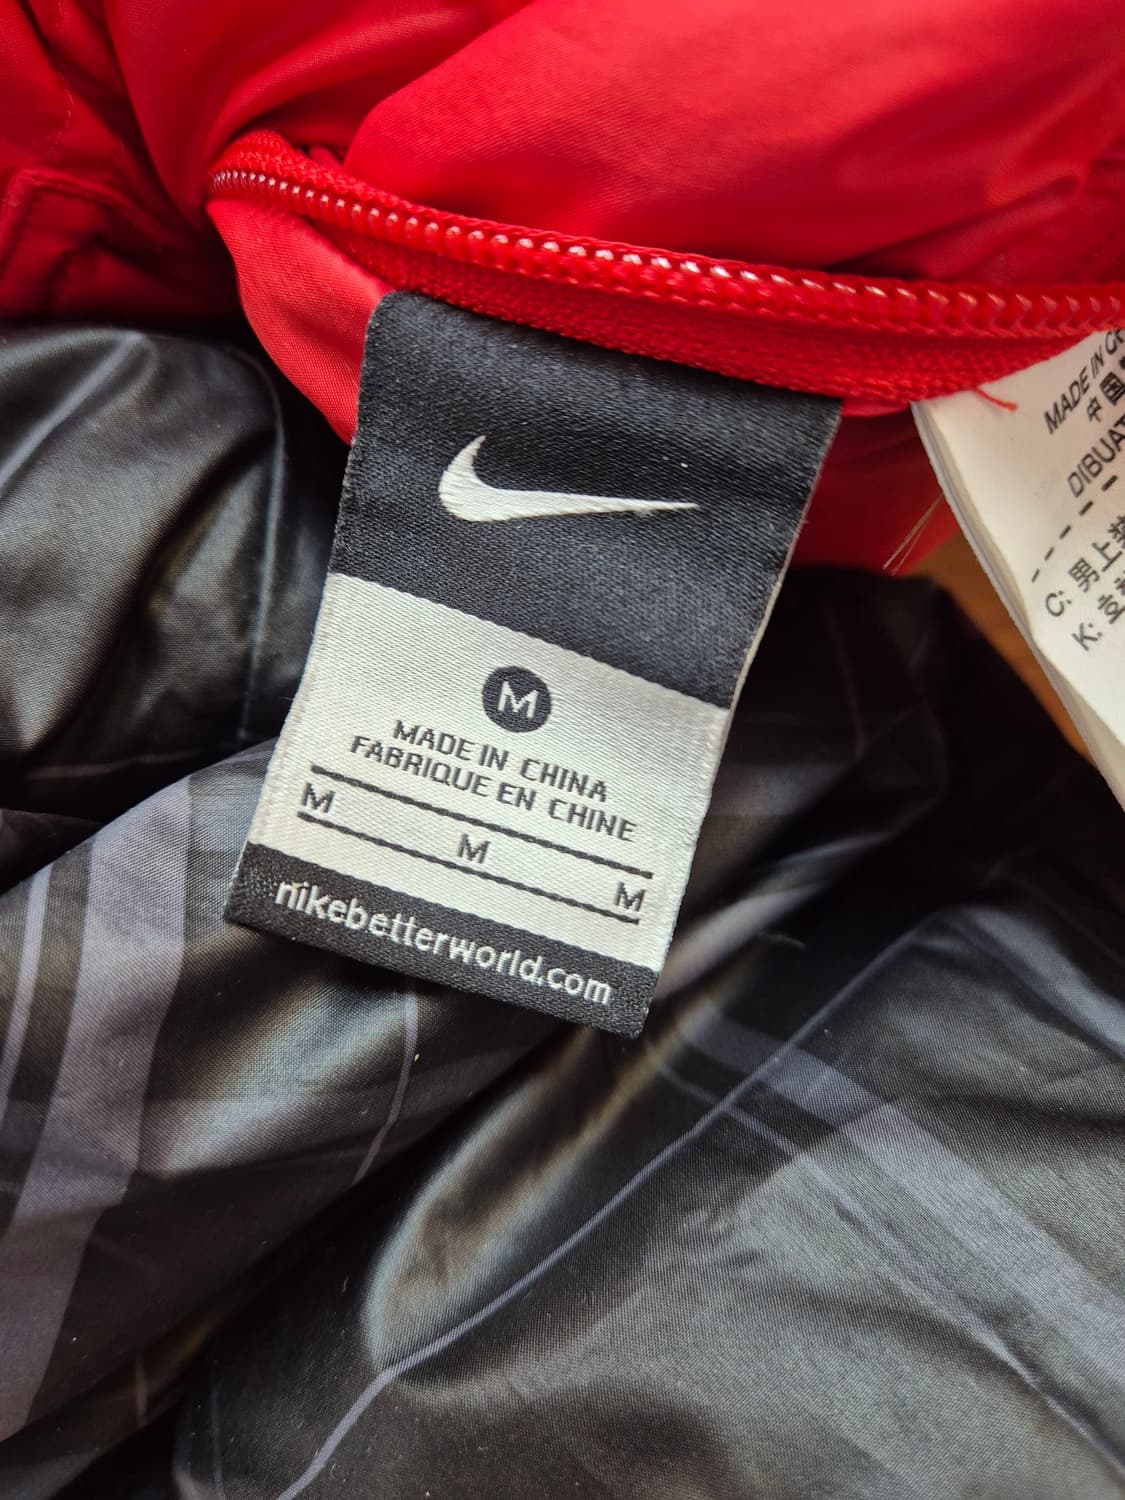 M
MADE IN CHINA
FABRIQUE EN CHINE
M
M
M
nikebetterworld.com
MADE IN
中国
DIBUAT
C: 男上
K: